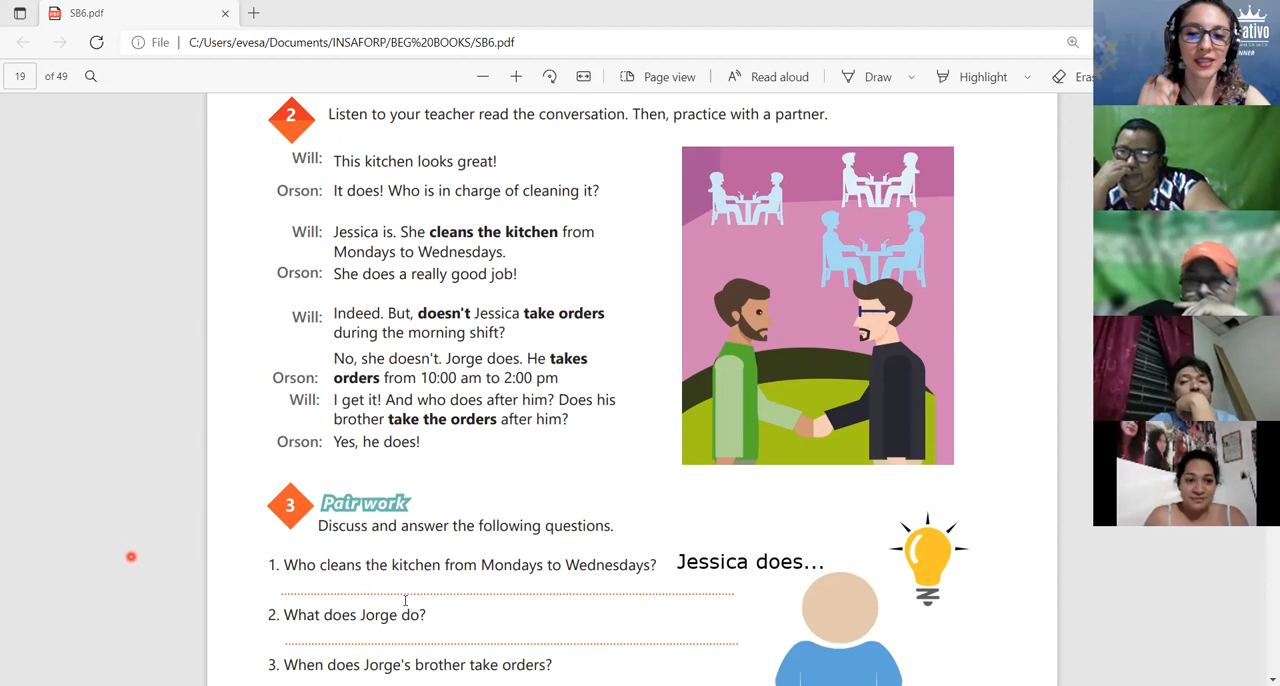 SB6.pdf
File | C:/Users/evesa/Documents/INSAFORP/BEG%20BOOKS/SB6.pdf
19 of 49
Page view
Read aloud
Draw
Highlight
Eras
ativo
NNER
2 Listen to your teacher read the conversation. Then, practice with a partner.
Will: This kitchen looks great!
Orson: It does! Who is in charge of cleaning it?
Will: Jessica is. She cleans the kitchen from
Mondays to Wednesdays.
Orson: She does a really good job!
Will: Indeed. But, doesn't Jessica take orders
during the morning shift?
No, she doesn't. Jorge does. He takes
Orson: orders from 10:00 am to 2:00 pm
Will: I get it! And who does after him? Does his
brother take the orders after him?
Orson: Yes, he does!
3 Pair work
Discuss and answer the following questions.
1. Who cleans the kitchen from Mondays to Wednesdays? Jessica does...
2. What does Jorge do?
3. When does Jorge's brother take orders?